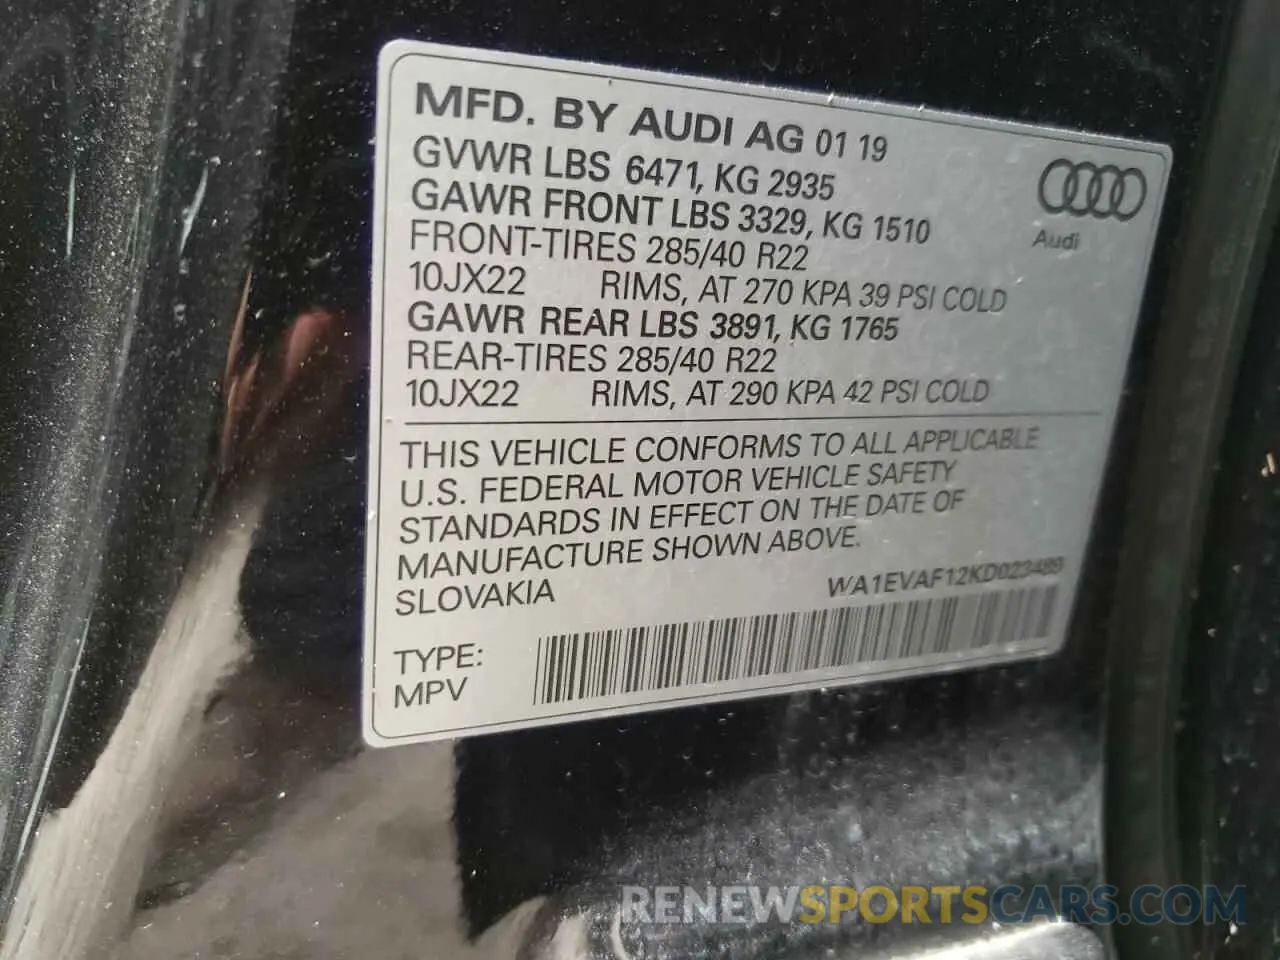 MFD. BY AUDI AG 01 19
GVWR LBS 6471, KG 2935
GAWR FRONT LBS 3329, KG 1510
FRONT-TIRES 285/40 R22
10JX22 RIMS, AT 270 KPA 39 PSI COLD
GAWR REAR LBS 3891, KG 1765
REAR-TIRES 285/40 R22
10JX22 RIMS, AT 290 KPA 42 PSI COLD
Audi
THIS VEHICLE CONFORMS TO ALL APPLICABLE
U.S. FEDERAL MOTOR VEHICLE SAFETY
STANDARDS IN EFFECT ON THE DATE OF
MANUFACTURE SHOWN ABOVE.
SLOVAKIA
WA1EVAF12KD023489
TYPE:
MPV
RENEWSPORTSCARS.COM